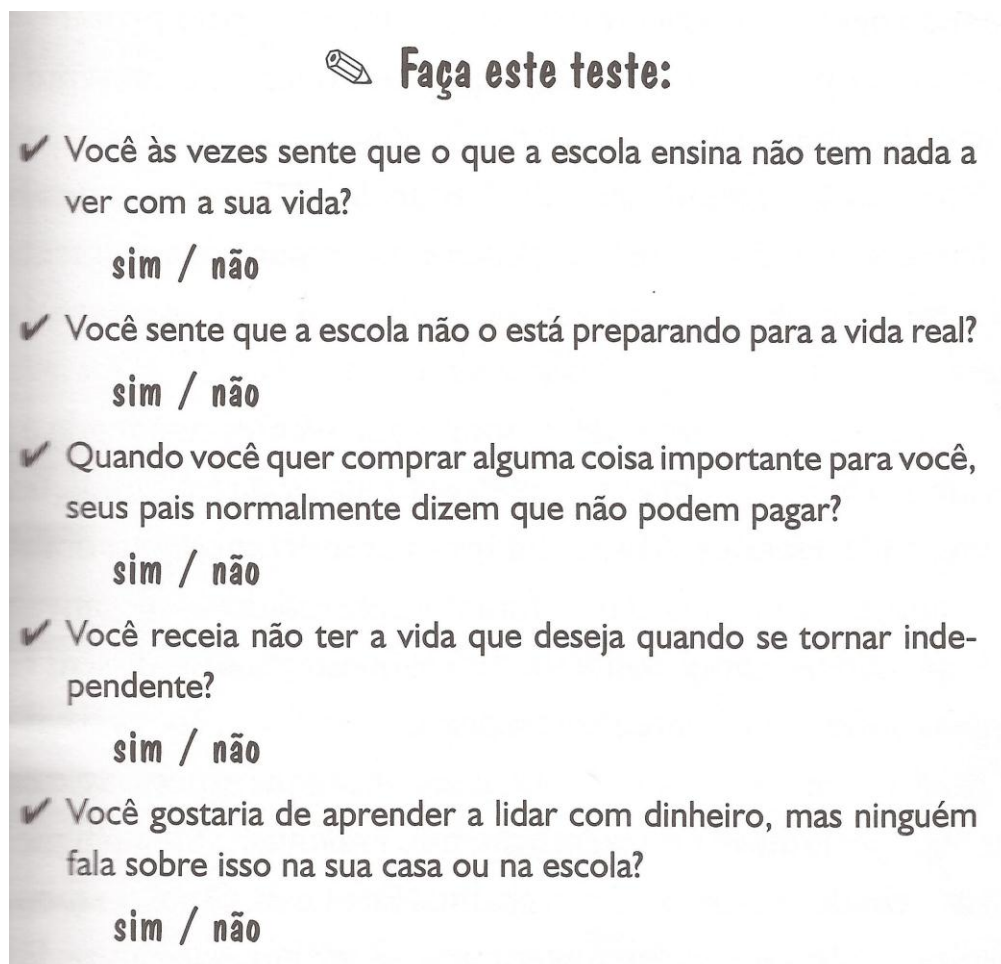 Faça este teste:
Você às vezes sente que o que a escola ensina não tem nada a
ver com a sua vida?
sim / não
Você sente que a escola não o está preparando para a vida real?
sim / não
Quando você quer comprar alguma coisa importante para você,
seus pais normalmente dizem que não podem pagar?
sim / não
Você receia não ter a vida que deseja quando se tornar inde-
pendente?
sim / não
Você gostaria de aprender a lidar com dinheiro, mas ninguém
fala sobre isso na sua casa ou na escola?
sim / não